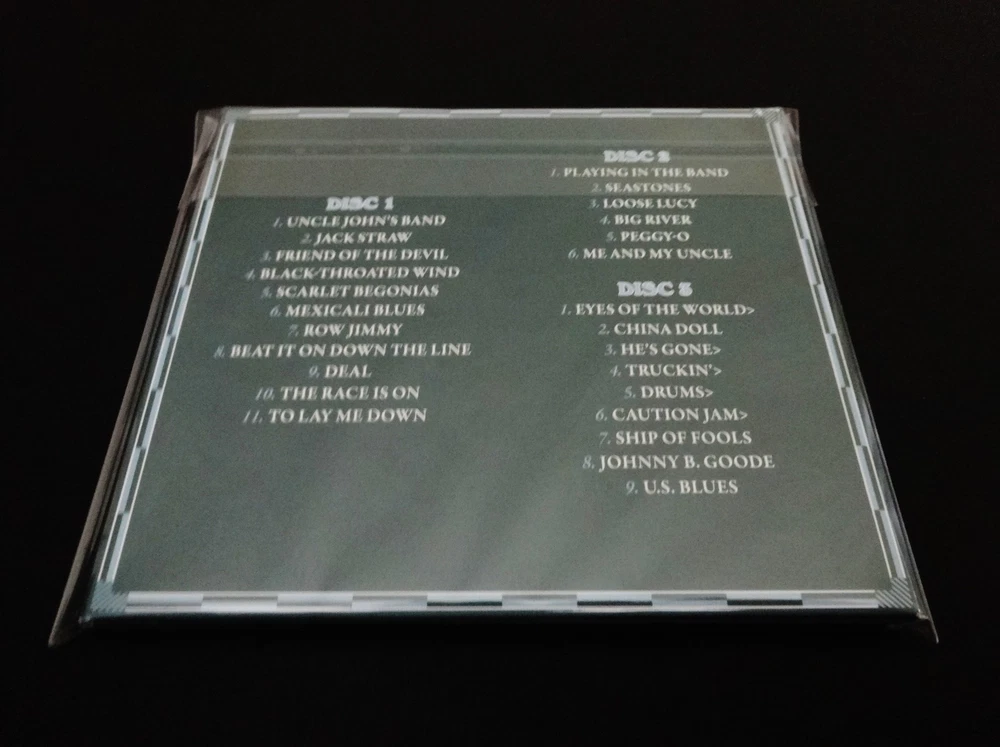 DISC 1
1. UNCLE JOHN'S BAND
2. JACK STRAW
3. FRIEND OF THE DEVIL
4. BLACK-THROATED WIND
5. SCARLET BEGONIAS
6. MEXICALI BLUES
7. ROW JIMMY
8. BEAT IT ON DOWN THE LINE
9. DEAL
10. THE RACE IS ON
11. TO LAY ME DOWN
DISC 2
1. PLAYING IN THE BAND
2. SEASTONES
3. LOOSE LUCY
4. BIG RIVER
5. PEGGY-O
6. ME AND MY UNCLE
DISC 3
1. EYES OF THE WORLD>
2. CHINA DOLL
3. HE'S GONE>
4. TRUCKIN'>
5. DRUMS>
6. CAUTION JAM>
7. SHIP OF FOOLS
8. JOHNNY B. GOODE
9. U.S. BLUES